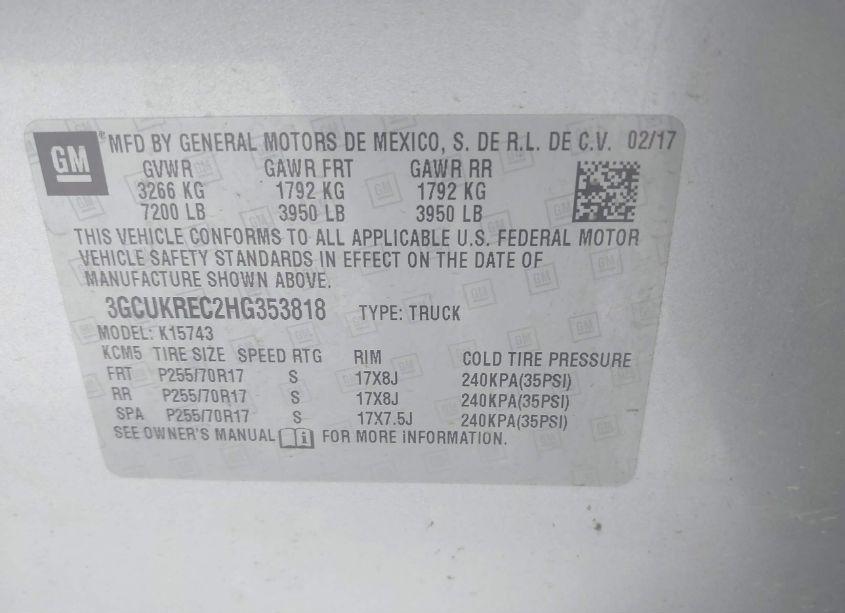 GM ® MFD BY GENERAL MOTORS DE MEXICO, S. DE R.L. DE C.V. 02/17
GVWR GAWR FRT GAWR RR
3266 KG 1792 KG 1792 KG
7200 LB 3950 LB 3950 LB
THIS VEHICLE CONFORMS TO ALL APPLICABLE U.S. FEDERAL MOTOR
VEHICLE SAFETY STANDARDS IN EFFECT ON THE DATE OF
MANUFACTURE SHOWN ABOVE.
3GCUKREC2HG353818 TYPE: TRUCK
MODEL: K15743
KCM5 TIRE SIZE SPEED RTG RIM COLD TIRE PRESSURE
FRT P255/70R17 S 17X8J 240KPA(35PSI)
RR P255/70R17 S 17X8J 240KPA(35PSI)
SPA P255/70R17 S 17X7.5J 240KPA(35PSI)
SEE OWNER'S MANUAL i FOR MORE INFORMATION.